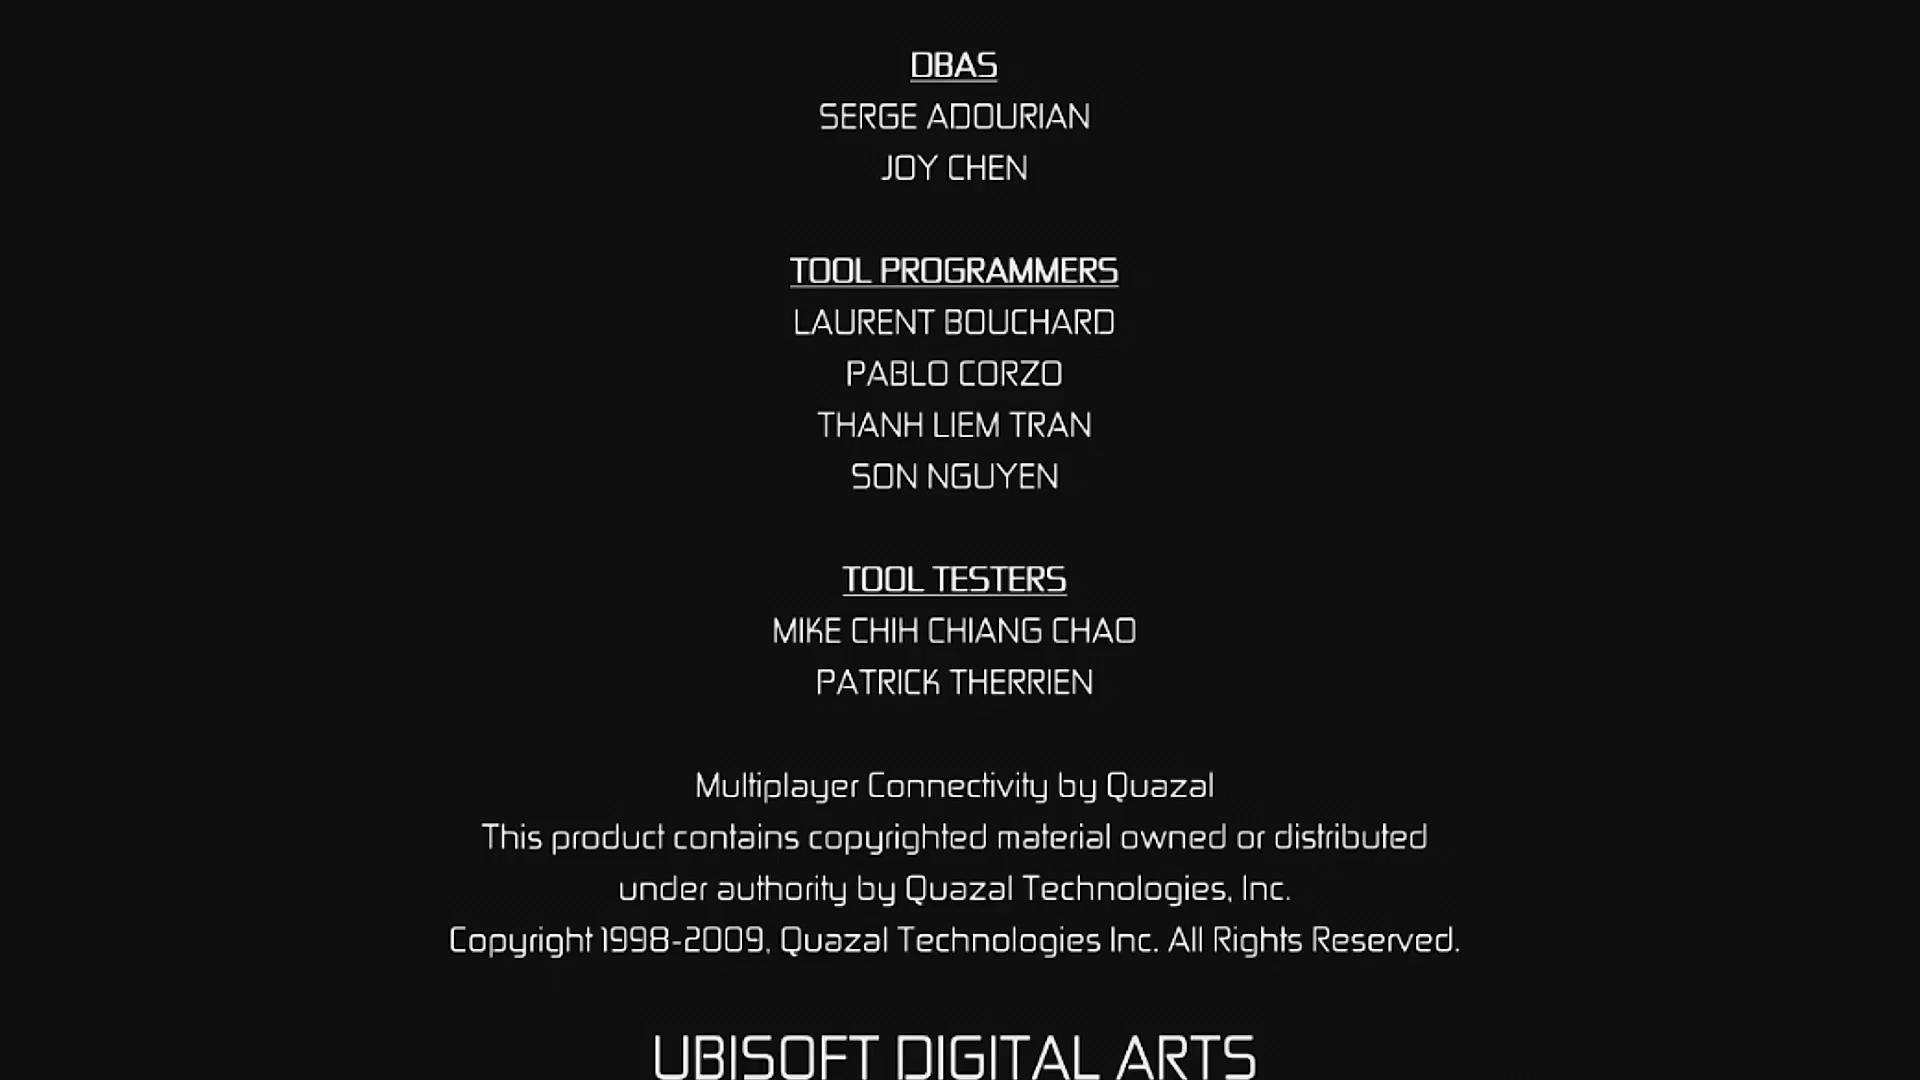 DBAS
SERGE ADOURIAN
JOY CHEN
TOOL PROGRAMMERS
LAURENT BOUCHARD
PABLO CORZO
THANH LIEM TRAN
SON NGUYEN
TOOL TESTERS
MIKE CHIH CHIANG CHAO
PATRICK THERRIEN
Multiplayer Connectivity by Quazal
This product contains copyrighted material owned or distributed
under authority by Quazal Technologies, Inc.
Copyright 1998-2009, Quazal Technologies Inc. All Rights Reserved.
UBISOFT DIGITAL ARTS